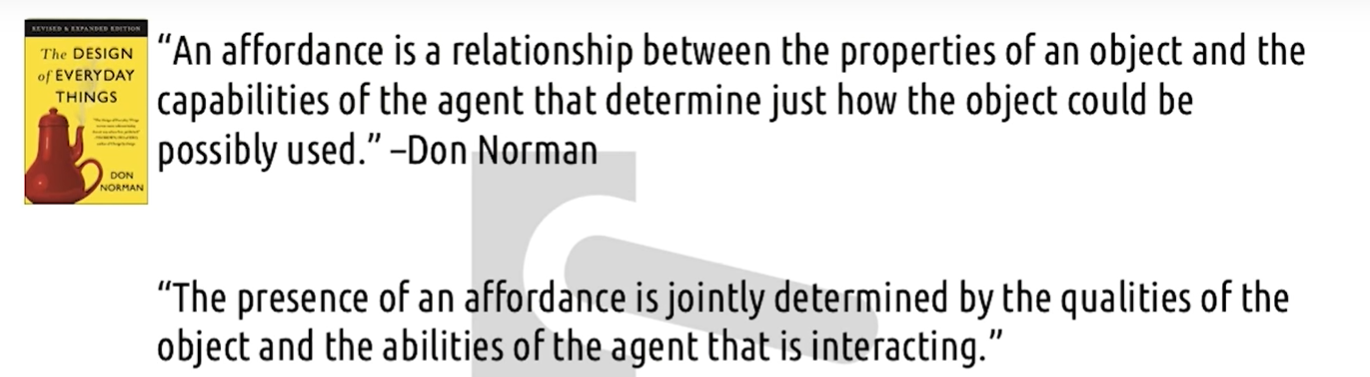 REVISED & EXPANDED EDITION
The DESIGN
of EVERYDAY
THINGS
DON
NORMAN
“An affordance is a relationship between the properties of an object and the
capabilities of the agent that determine just how the object could be
possibly used.” –Don Norman
“The presence of an affordance is jointly determined by the qualities of the
object and the abilities of the agent that is interacting.”